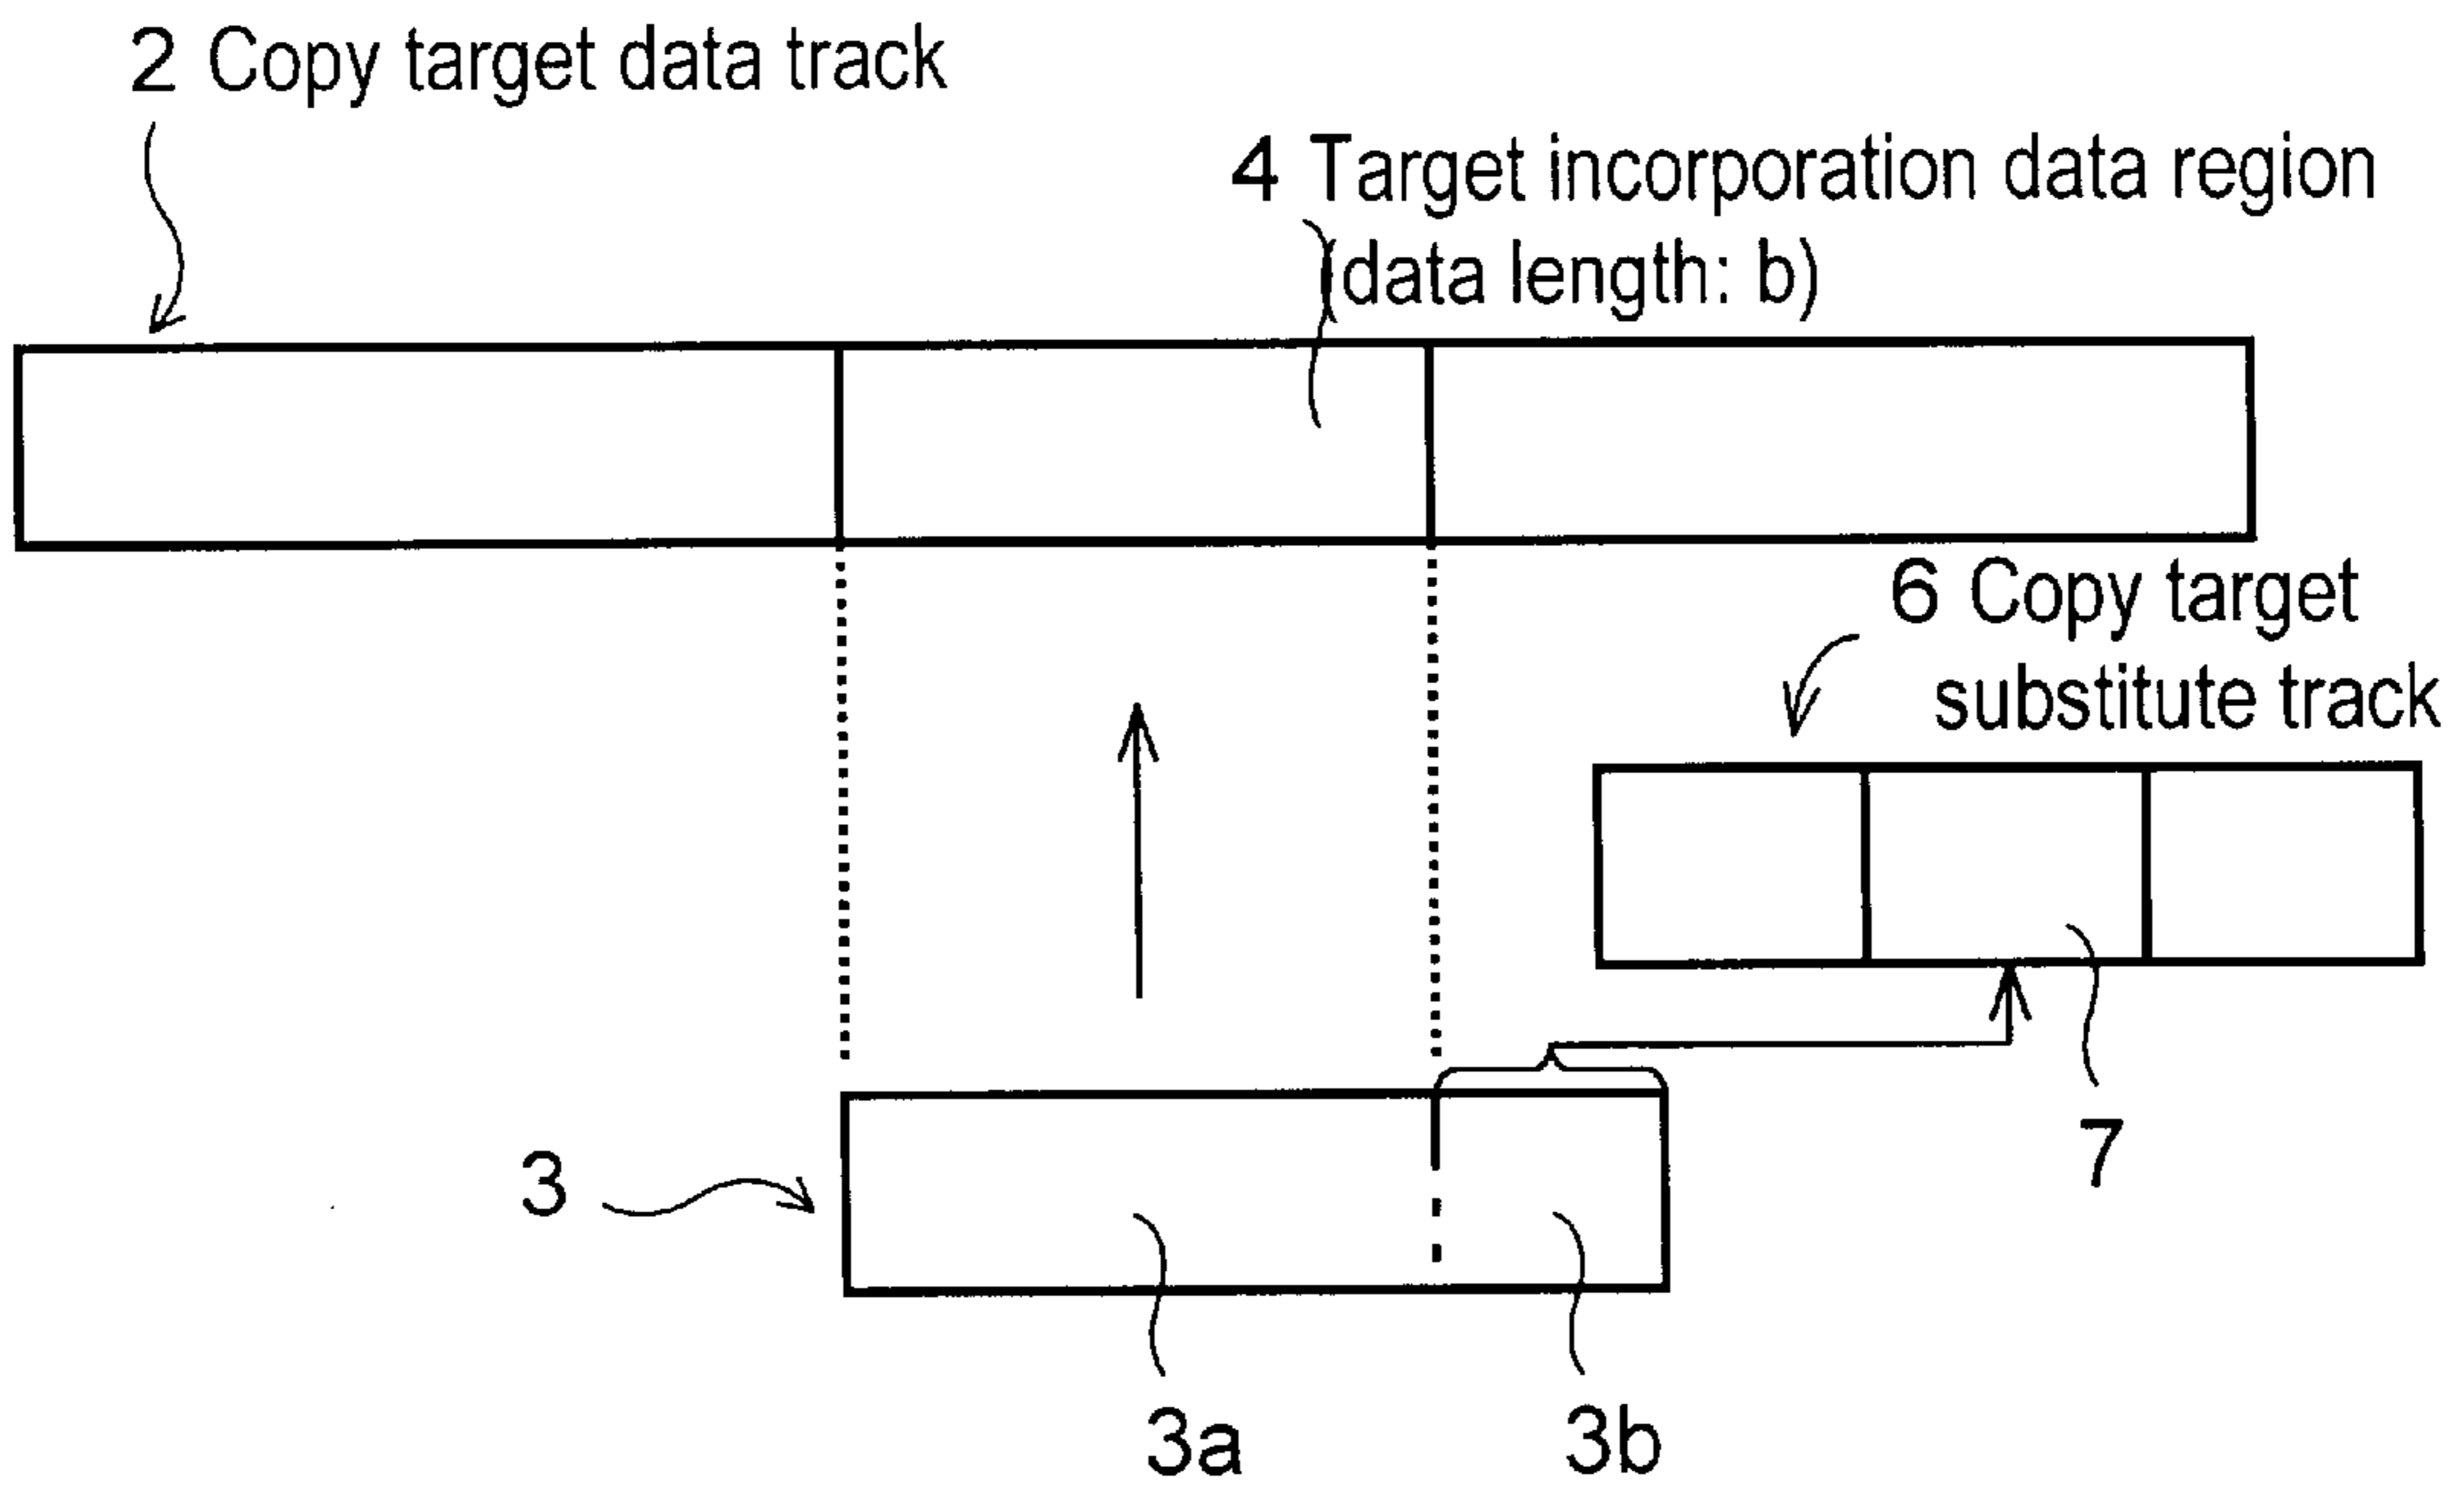 2 Copy target data track
4 Target incorporation data region
(data length: b)
6 Copy target
substitute track
7
3
3a
3b